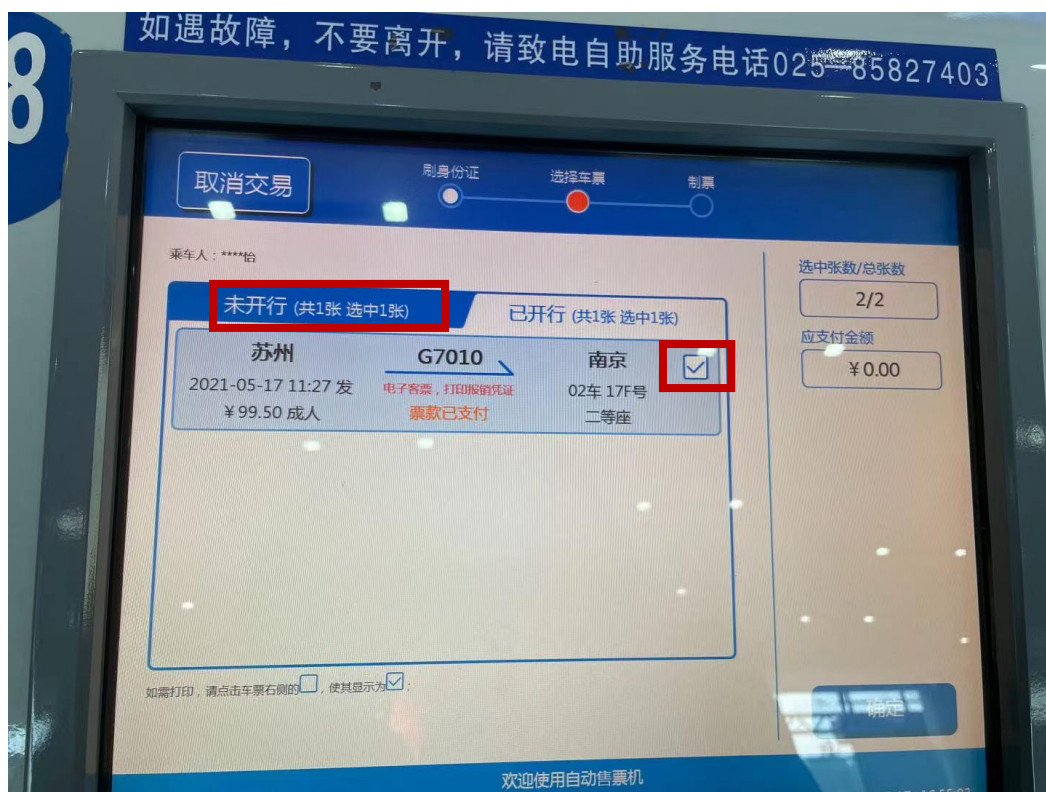 如遇故障，不要离开，请致电自助服务电话025—85827403
8
取消交易
刷身份证
选择车票
制票
乘车人：****怡
选中张数/总张数
2/2
应支付金额
￥0.00
未开行 (共1张 选中1张)
已开行 (共1张 选中1张)
苏州
G7010
南京
2021-05-17 11:27 发
电子客票，打印报销凭证
02车 17F号
￥99.50 成人
票款已支付
二等座
如需打印，请点击车票右侧的，使其显示为；
确定
欢迎使用自动售票机